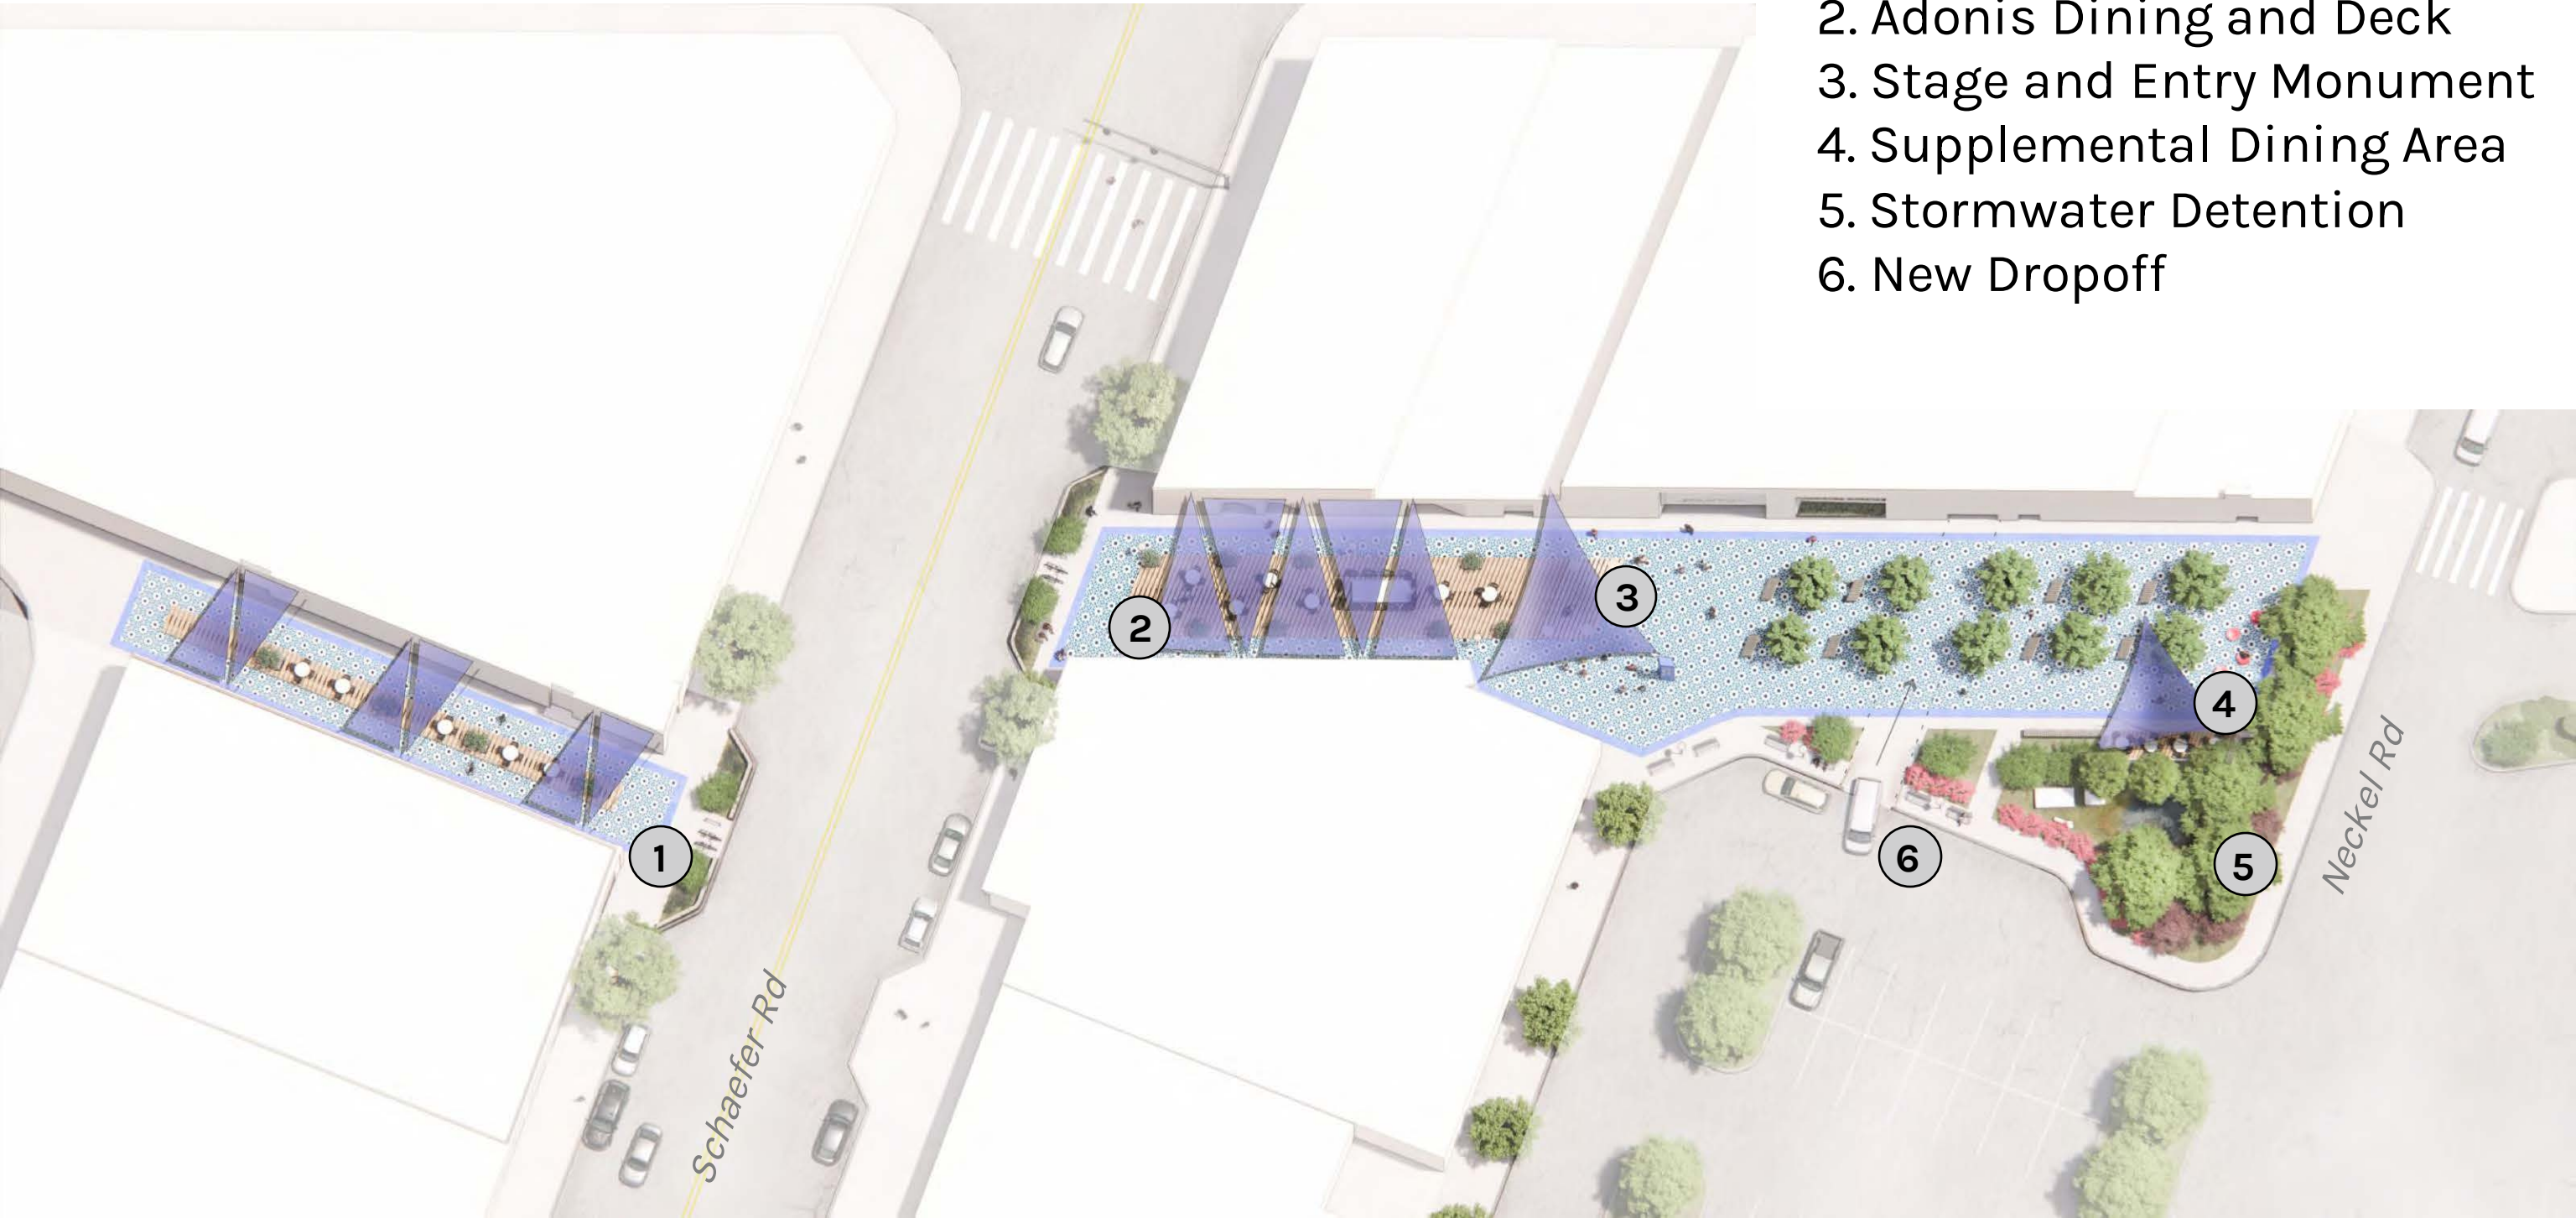 2. Adonis Dining and Deck
3. Stage and Entry Monument
4. Supplemental Dining Area
5. Stormwater Detention
6. New Dropoff
2
3
4
1
6
5
Neckel Rd
Schaefer Rd